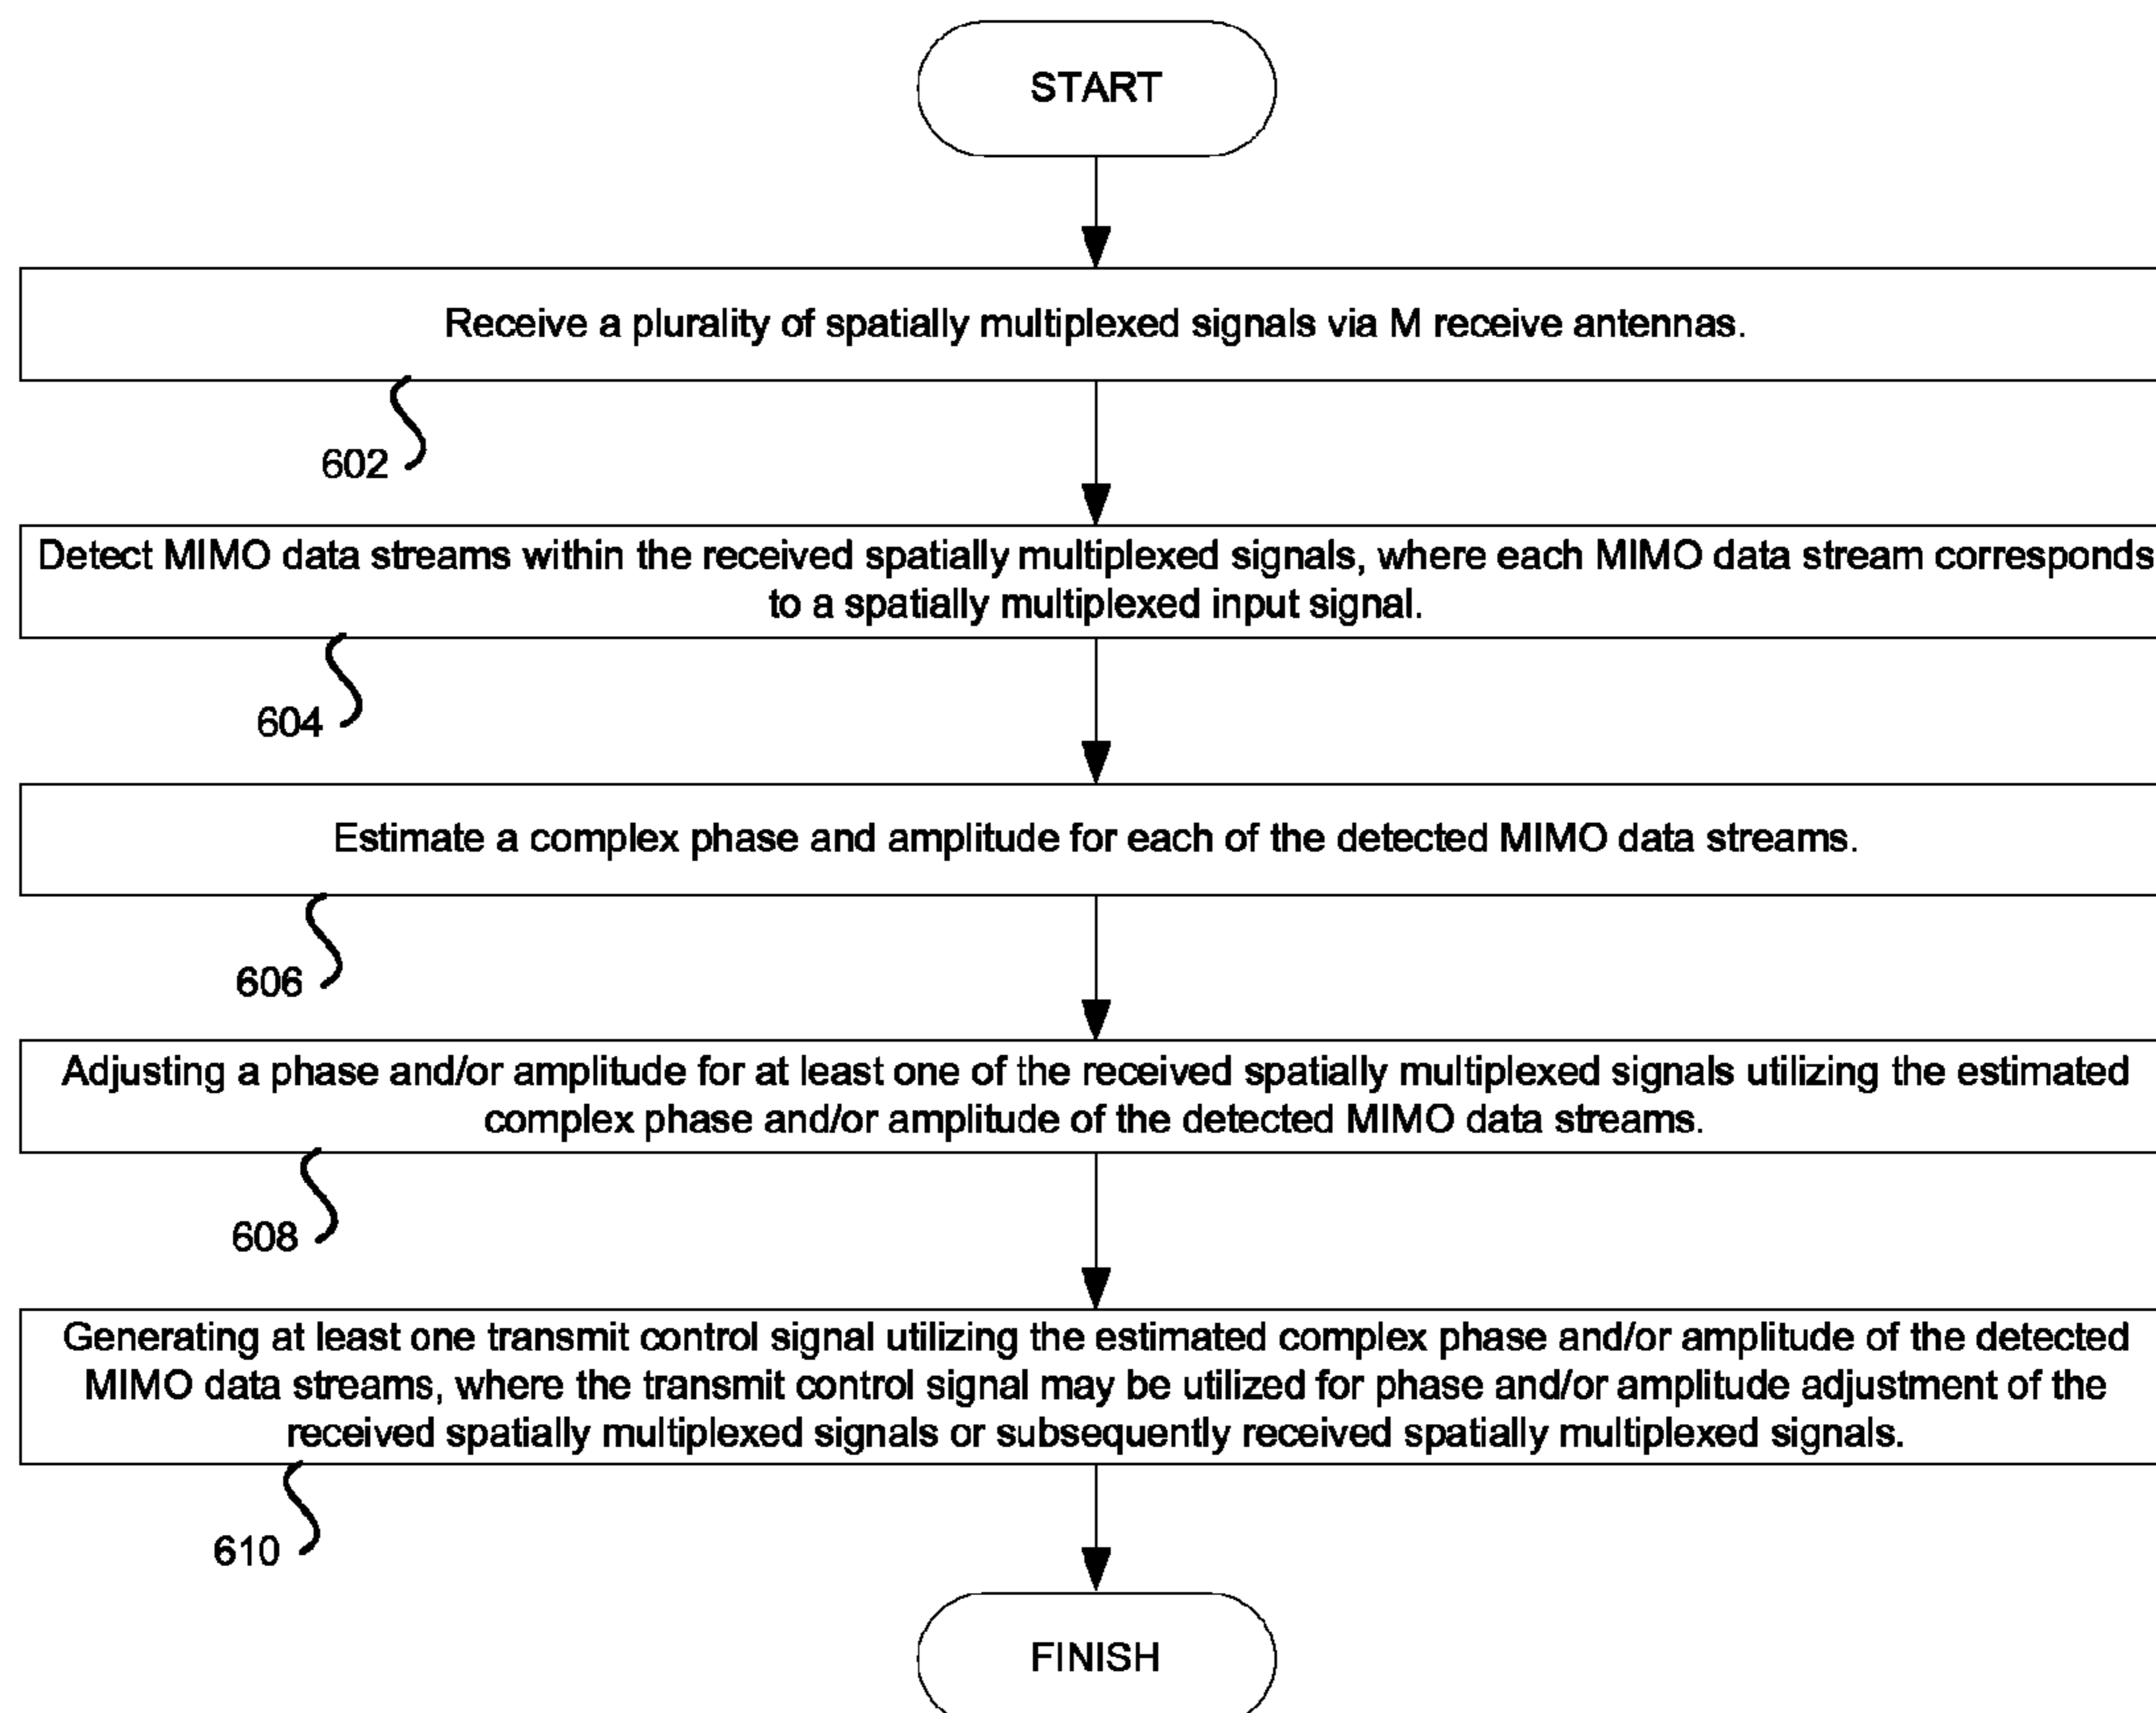 START
Receive a plurality of spatially multiplexed signals via M receive antennas.
602
Detect MIMO data streams within the received spatially multiplexed signals, where each MIMO data stream corresponds
to a spatially multiplexed input signal.
604
Estimate a complex phase and amplitude for each of the detected MIMO data streams.
606
Adjusting a phase and/or amplitude for at least one of the received spatially multiplexed signals utilizing the estimated
complex phase and/or amplitude of the detected MIMO data streams.
608
Generating at least one transmit control signal utilizing the estimated complex phase and/or amplitude of the detected
MIMO data streams, where the transmit control signal may be utilized for phase and/or amplitude adjustment of the
received spatially multiplexed signals or subsequently received spatially multiplexed signals.
610
FINISH